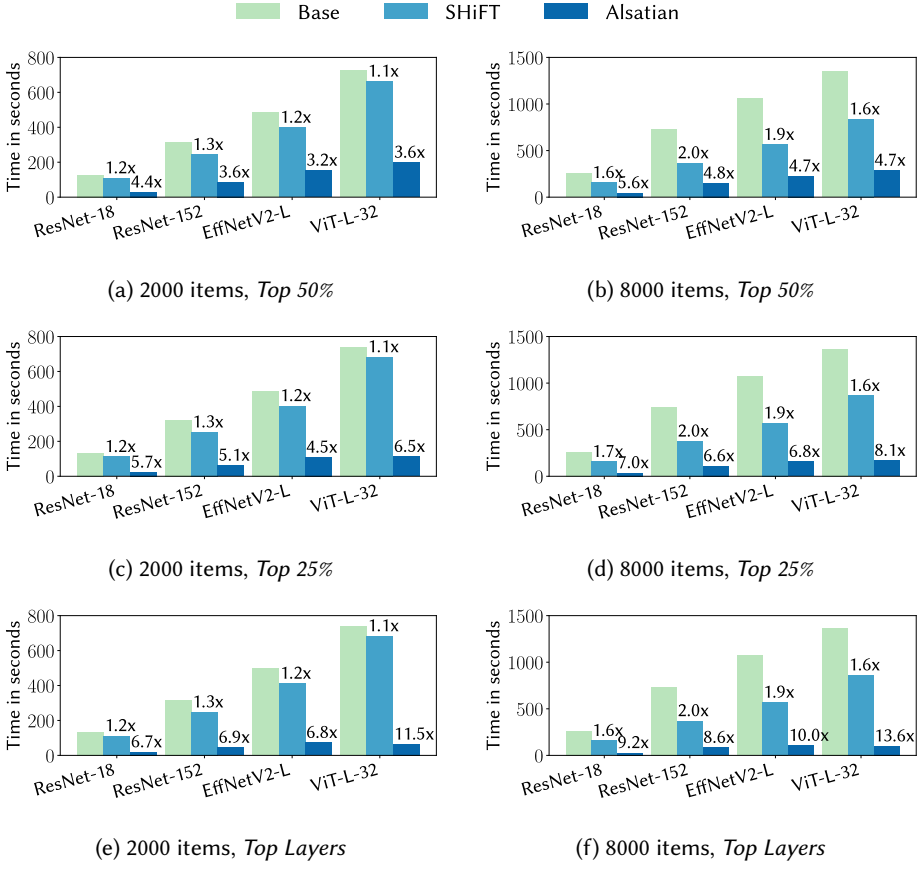 Base SHiFT Alsatian
Time in seconds
800
600
400
200
0
1.2x 4.4x 1.3x 3.6x 1.2x 3.2x 1.1x 3.6x
ResNet-18 ResNet-152 EffNetV2-L ViT-L-32
(a) 2000 items, Top 50%
Time in seconds
1500
1000
500
0
1.6x 5.6x 2.0x 4.8x 1.9x 4.7x 1.6x 4.7x
ResNet-18 ResNet-152 EffNetV2-L ViT-L-32
(b) 8000 items, Top 50%
Time in seconds
800
600
400
200
0
1.2x 5.7x 1.3x 5.1x 1.2x 4.5x 1.1x 6.5x
ResNet-18 ResNet-152 EffNetV2-L ViT-L-32
(c) 2000 items, Top 25%
Time in seconds
1500
1000
500
0
1.7x 7.0x 2.0x 6.6x 1.9x 6.8x 1.6x 8.1x
ResNet-18 ResNet-152 EffNetV2-L ViT-L-32
(d) 8000 items, Top 25%
Time in seconds
800
600
400
200
0
1.2x 6.7x 1.3x 6.9x 1.2x 6.8x 1.1x 11.5x
ResNet-18 ResNet-152 EffNetV2-L ViT-L-32
(e) 2000 items, Top Layers
Time in seconds
1500
1000
500
0
1.6x 9.2x 2.0x 8.6x 1.9x 10.0x 1.6x 13.6x
ResNet-18 ResNet-152 EffNetV2-L ViT-L-32
(f) 8000 items, Top Layers